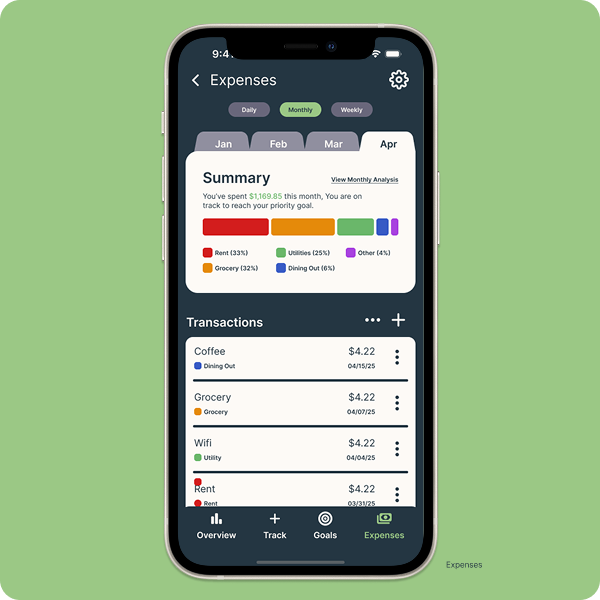 9:41
Expenses
Daily
Monthly
Weekly
Jan
Feb
Mar
Apr
Summary
View Monthly Analysis
You've spent $1,169.85 this month, You are on
track to reach your priority goal.
Rent (33%)
Utilities (25%)
Other (4%)
Grocery (32%)
Dining Out (6%)
Transactions
Coffee
$4.22
Dining Out
04/15/25
Grocery
$4.22
Grocery
04/07/25
Wifi
$4.22
Utility
04/04/25
Rent
$4.22
Rent
03/31/25
Overview
Track
Goals
Expenses
Expenses